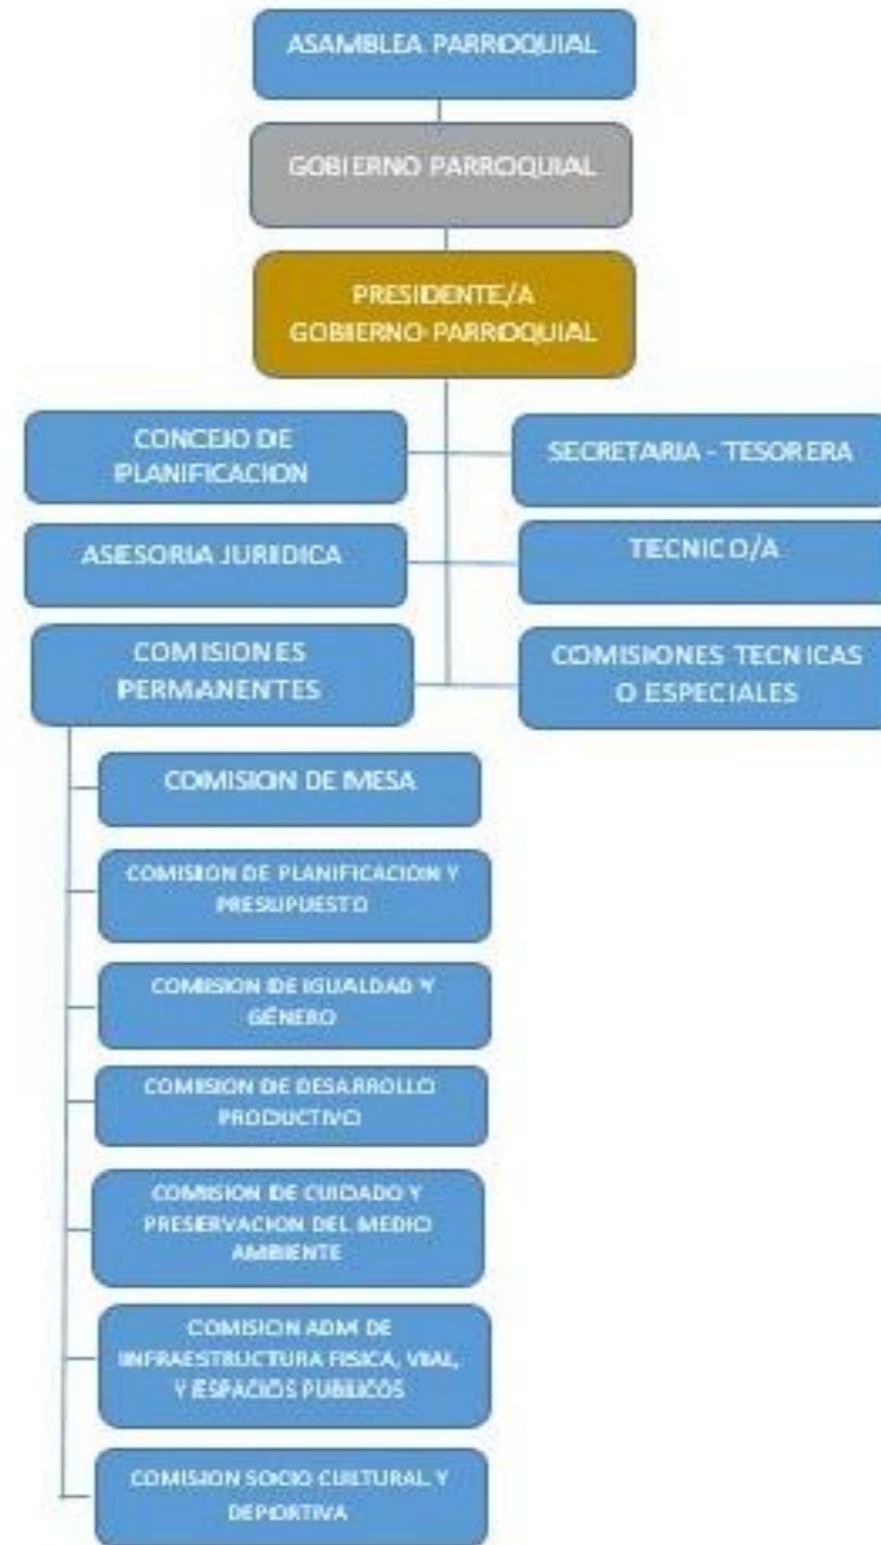 ASAMBLEA PARROQUIAL
GOBIERNO PARROQUIAL
PRESIDENTE/A
GOBIERNO PARROQUIAL
CONCEJO DE
PLANIFICACION
SECRETARIA - TESORERA
ASESORIA JURIDICA
TECNICO/A
COMISIONES
PERMANENTES
COMISIONES TECNICAS
O ESPECIALES
COMISION DE MESA
COMISION DE PLANIFICACION Y
PRESUPUESTO
COMISION DE IGUALDAD Y
GÉNERO
COMISION DE DESARROLLO
PRODUCTIVO
COMISION DE CUIDADO Y
PRESERVACION DEL MEDIO
AMBIENTE
COMISION ADM DE
INFRAESTRUCTURA FISICA, VIAL,
Y ESPACIOS PUBLICOS
COMISION SOCIO CULTURAL Y
DEPORTIVA